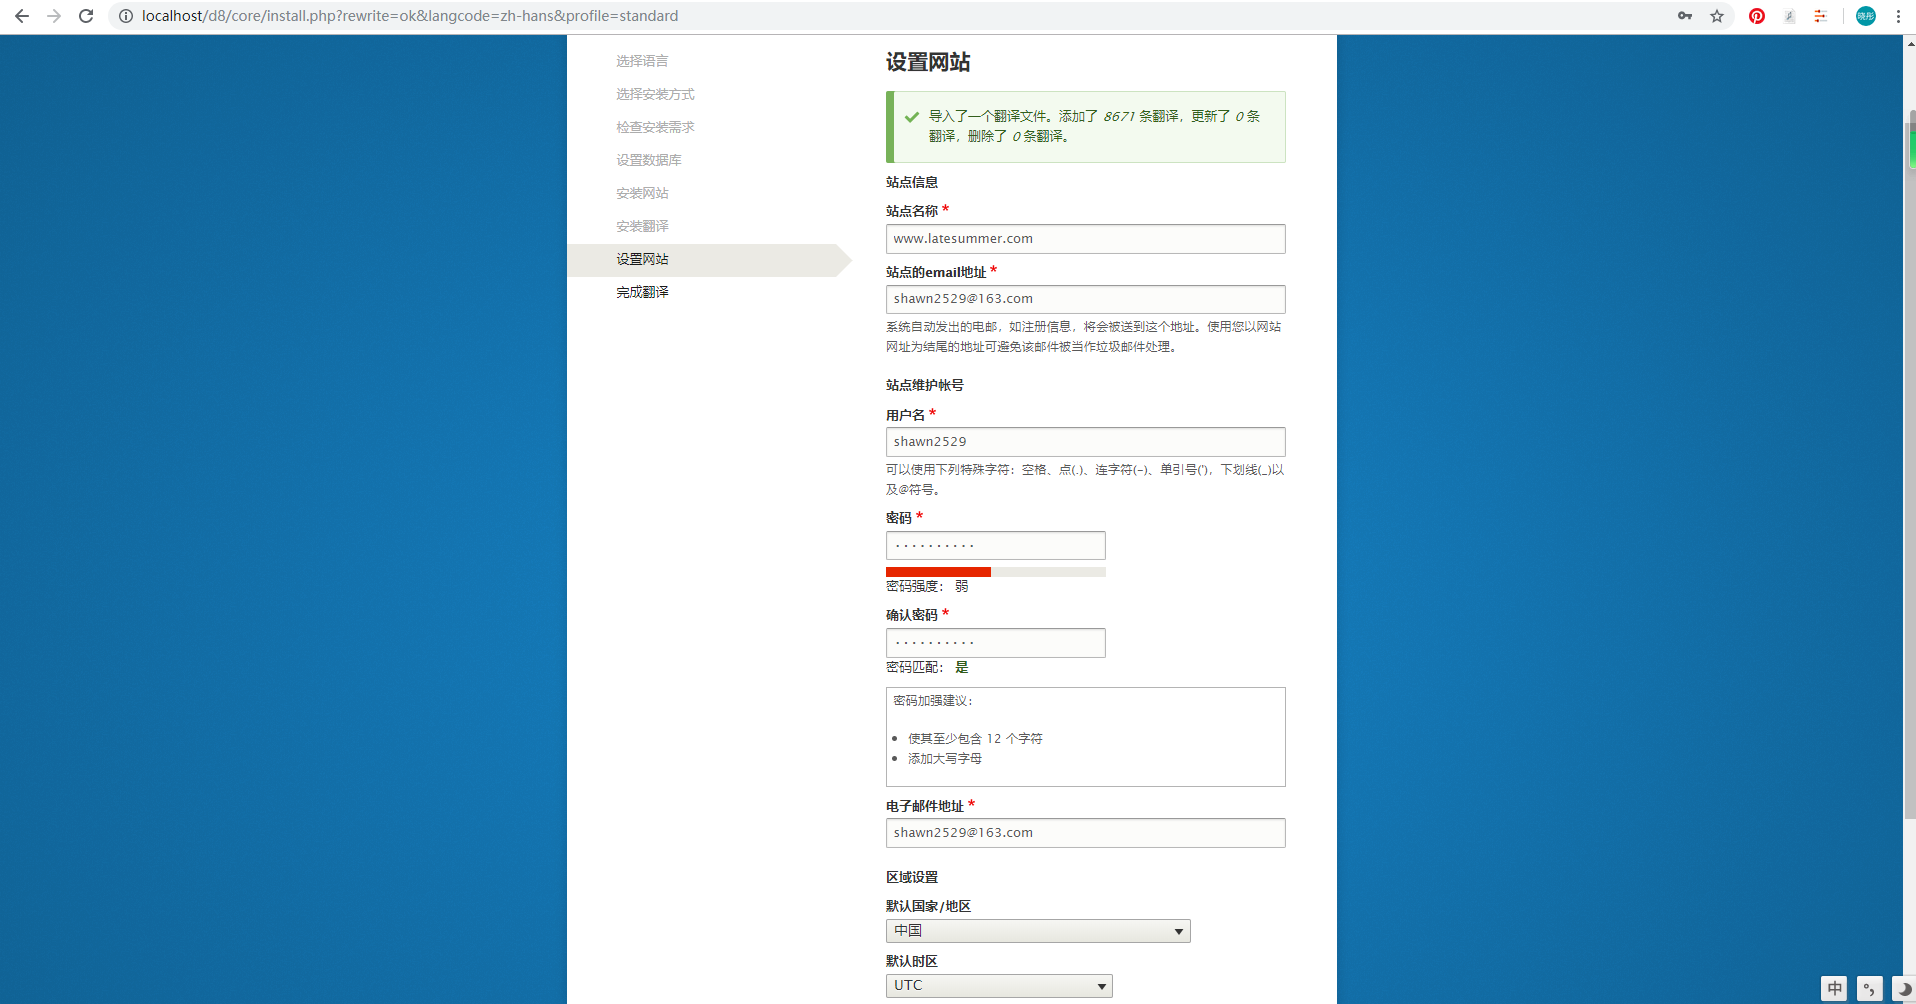 localhost/d8/core/install.php?rewrite=ok&langcode=zh-hans&profile=standard
晓彤
选择语言
选择安装方式
检查安装需求
设置数据库
安装网站
安装翻译
设置网站
完成翻译
设置网站
导入了一个翻译文件。添加了 8671 条翻译，更新了 0 条
翻译，删除了 0 条翻译。
站点信息
站点名称 *
www.latesummer.com
站点的email地址 *
shawn2529@163.com
系统自动发出的电邮，如注册信息，将会被送到这个地址。使用您以网站
网址为结尾的地址可避免该邮件被当作垃圾邮件处理。
站点维护帐号
用户名 *
shawn2529
可以使用下列特殊字符：空格、点(.)、连字符(-)、单引号(')，下划线(_)以
及@符号。
密码 *
··········
密码强度： 弱
确认密码 *
··········
密码匹配： 是
密码加强建议：
使其至少包含 12 个字符
添加大写字母
电子邮件地址 *
shawn2529@163.com
区域设置
默认国家/地区
中国
默认时区
UTC
中